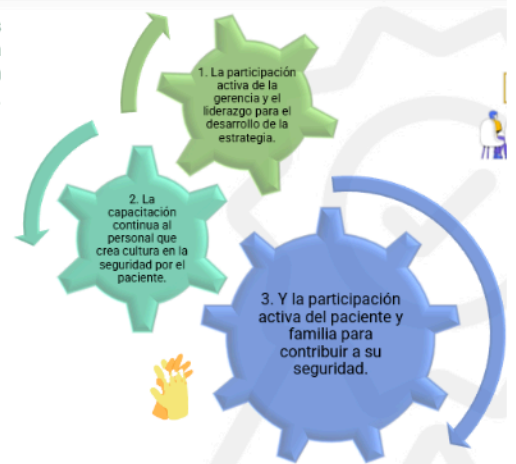 1. La participación
activa de la
gerencia y el
liderazgo para el
desarrollo de la
estrategia.
2. La
capacitación
continua al
personal que
crea cultura en la
seguridad por el
paciente.
3. Y la participación
activa del paciente y
familia para
contribuir a su
seguridad.